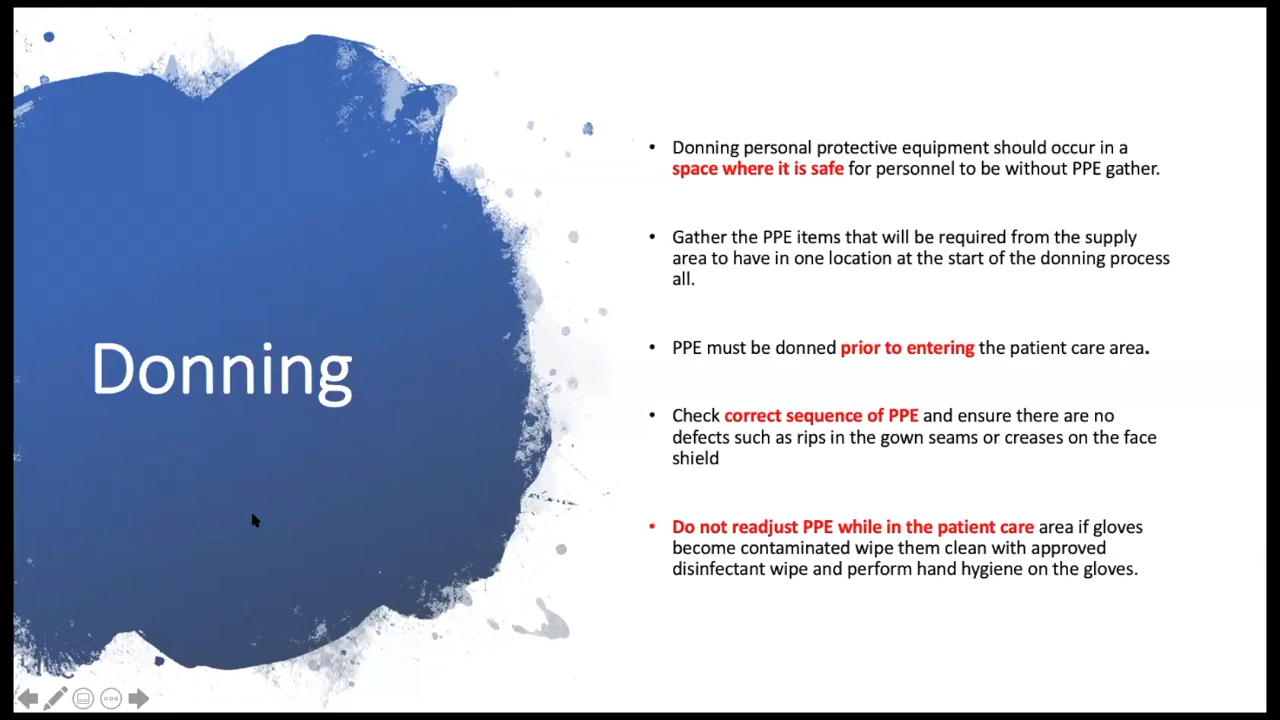 Donning
• Donning personal protective equipment should occur in a
space where it is safe for personnel to be without PPE gather.
• Gather the PPE items that will be required from the supply
area to have in one location at the start of the donning process
all.
• PPE must be donned prior to entering the patient care area.
• Check correct sequence of PPE and ensure there are no
defects such as rips in the gown seams or creases on the face
shield
• Do not readjust PPE while in the patient care area if gloves
become contaminated wipe them clean with approved
disinfectant wipe and perform hand hygiene on the gloves.